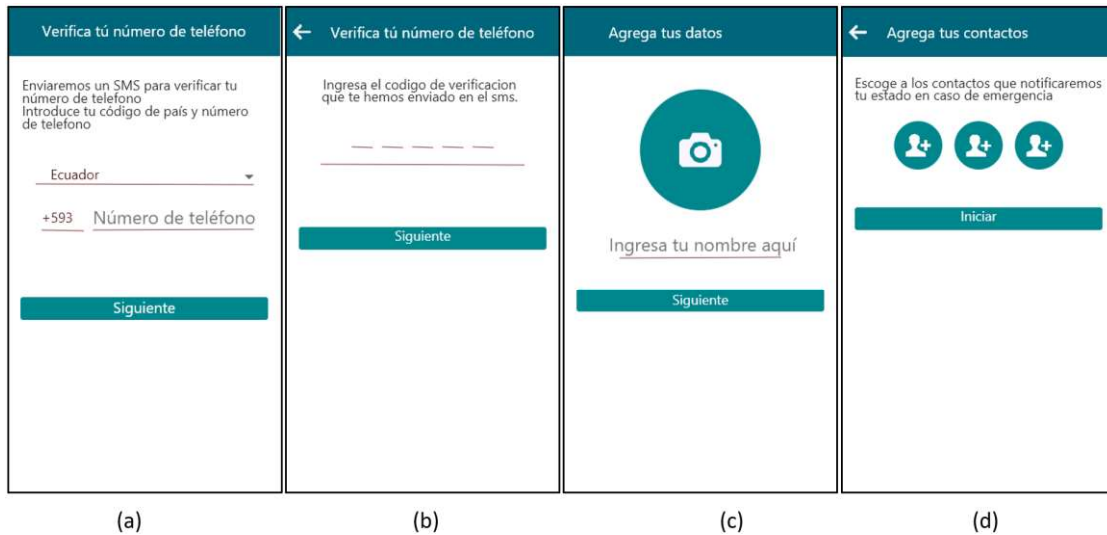 Verifica tú número de teléfono
Enviaremos un SMS para verificar tu
número de telefono
Introduce tu código de país y número
de telefono
Ecuador
+593 Número de teléfono
Siguiente
(a)
Verifica tú número de teléfono
Ingresa el codigo de verificacion
que te hemos enviado en el sms.
Siguiente
(b)
Agrega tus datos
Ingresa tu nombre aquí
Siguiente
(c)
Agrega tus contactos
Escoge a los contactos que notificaremos
tu estado en caso de emergencia
Iniciar
(d)